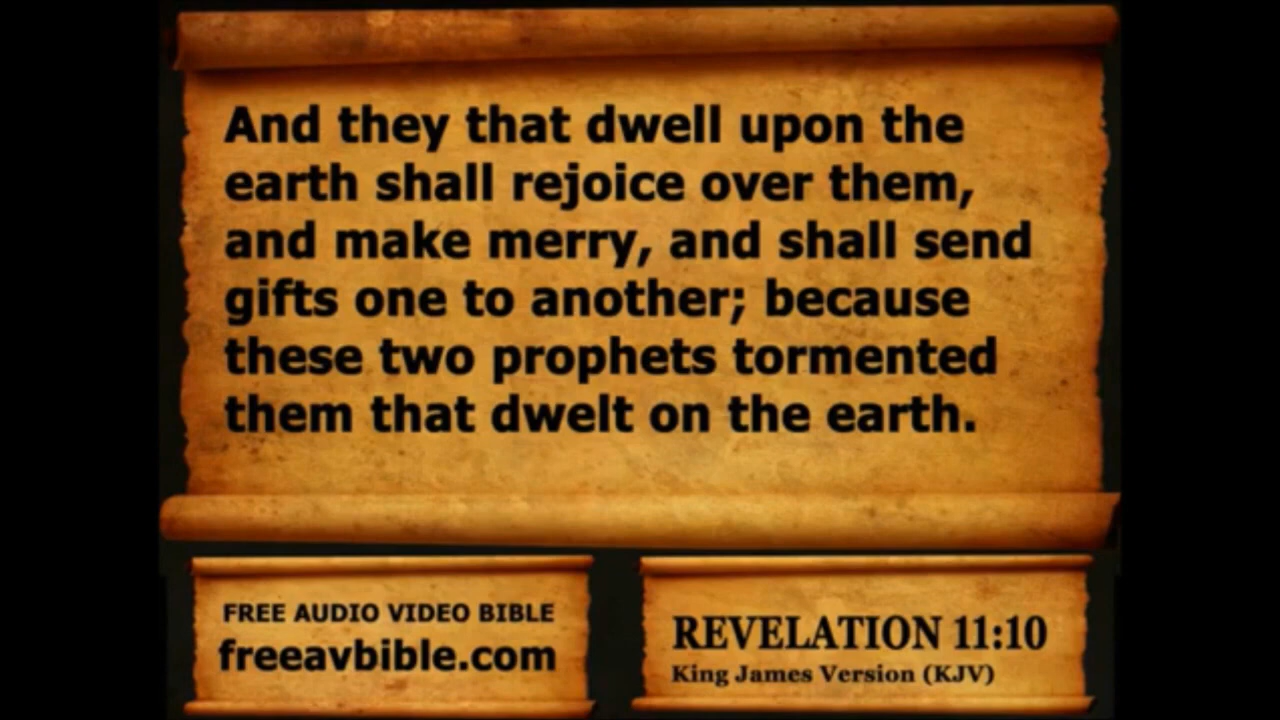 And they that dwell upon the
earth shall rejoice over them,
and make merry, and shall send
gifts one to another; because
these two prophets tormented
them that dwelt on the earth.
FREE AUDIO VIDEO BIBLE
freeavbible.com
REVELATION 11:10
King James Version (KJV)